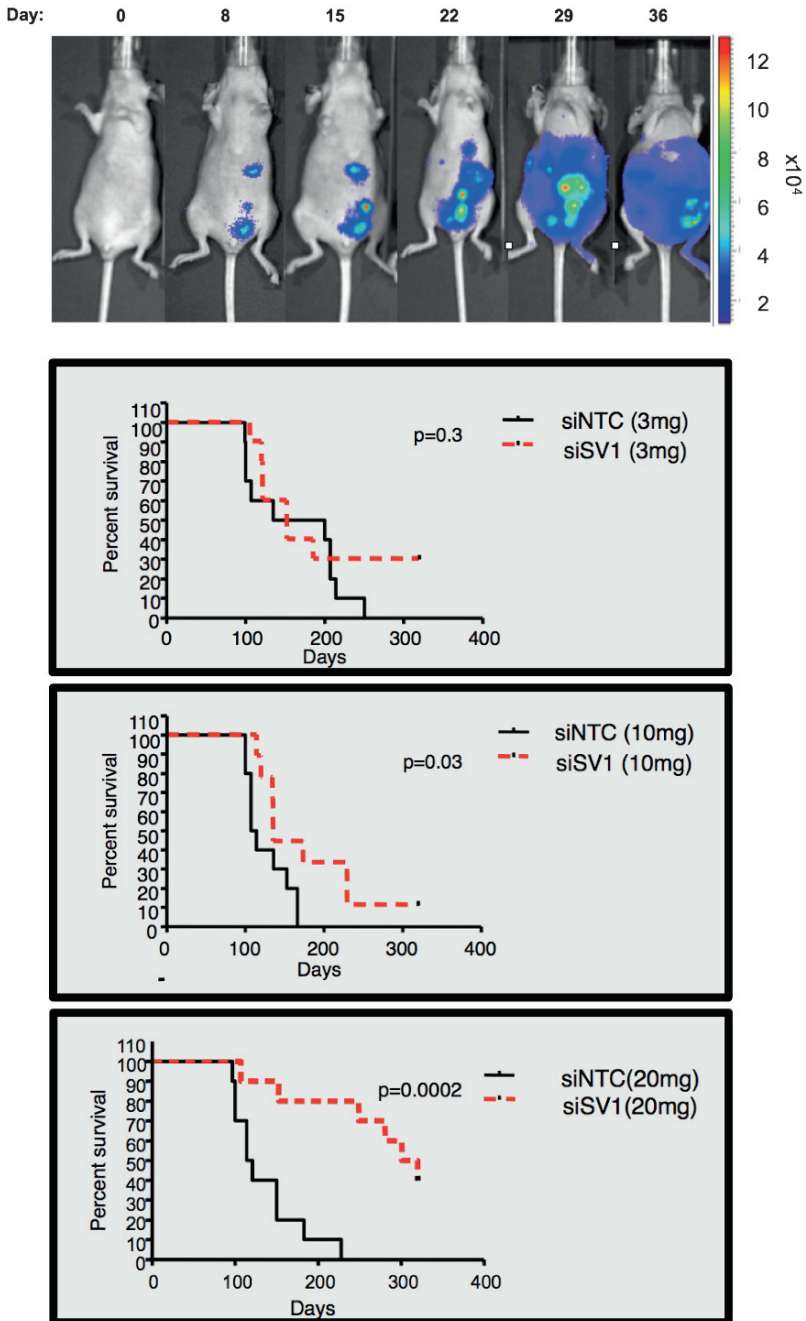 Day: 0 8 15 22 29 36
12
10
8
6
4
2
x10⁴
110
100
90
80
70
60
50
40
30
20
10
0
Percent survival
0 100 200 300 400
Days
p=0.3
siNTC (3mg)
siSV1 (3mg)
110
100
90
80
70
60
50
40
30
20
10
0
Percent survival
0 100 200 300 400
Days
p=0.03
siNTC (10mg)
siSV1 (10mg)
110
100
90
80
70
60
50
40
30
20
10
0
Percent survival
0 100 200 300 400
Days
p=0.0002
siNTC(20mg)
siSV1(20mg)